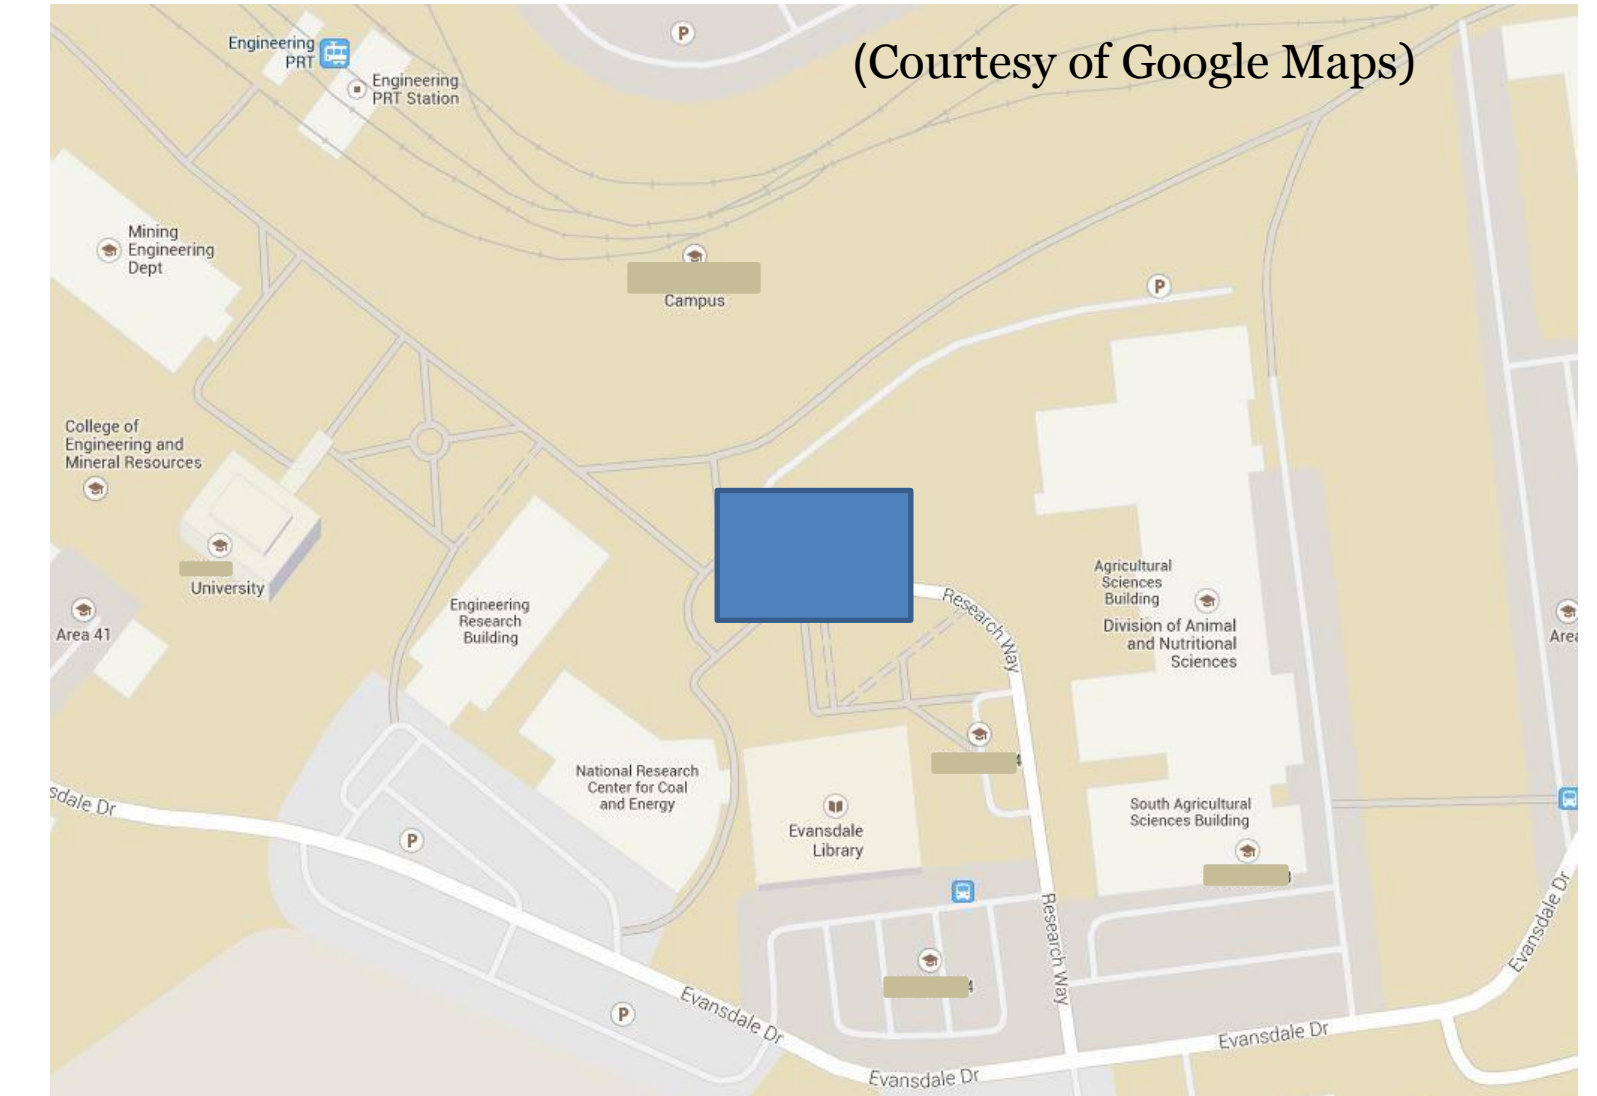 (Courtesy of Google Maps)
P
Engineering
PRT
Engineering
PRT Station
Mining
Engineering
Dept
Campus
P
College of
Engineering and
Mineral Resources
University
Area 41
Engineering
Research
Building
Research Way
Agricultural
Sciences
Building
Division of Animal
and Nutritional
Sciences
Area
National Research
Center for Coal
and Energy
Evansdale
Library
4
South Agricultural
Sciences Building
sdale Dr
P
Research Way
Evansdale Dr
4
P
Evansdale Dr
Evansdale Dr
Evansdale Dr